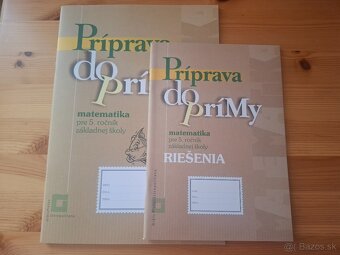 Príprava
do prí
matematika
pre 5. ročník
základnej školy
Príprava
do príMy
matematika
pre 5. ročník
základnej školy
RIEŠENIA
Bazos.sk